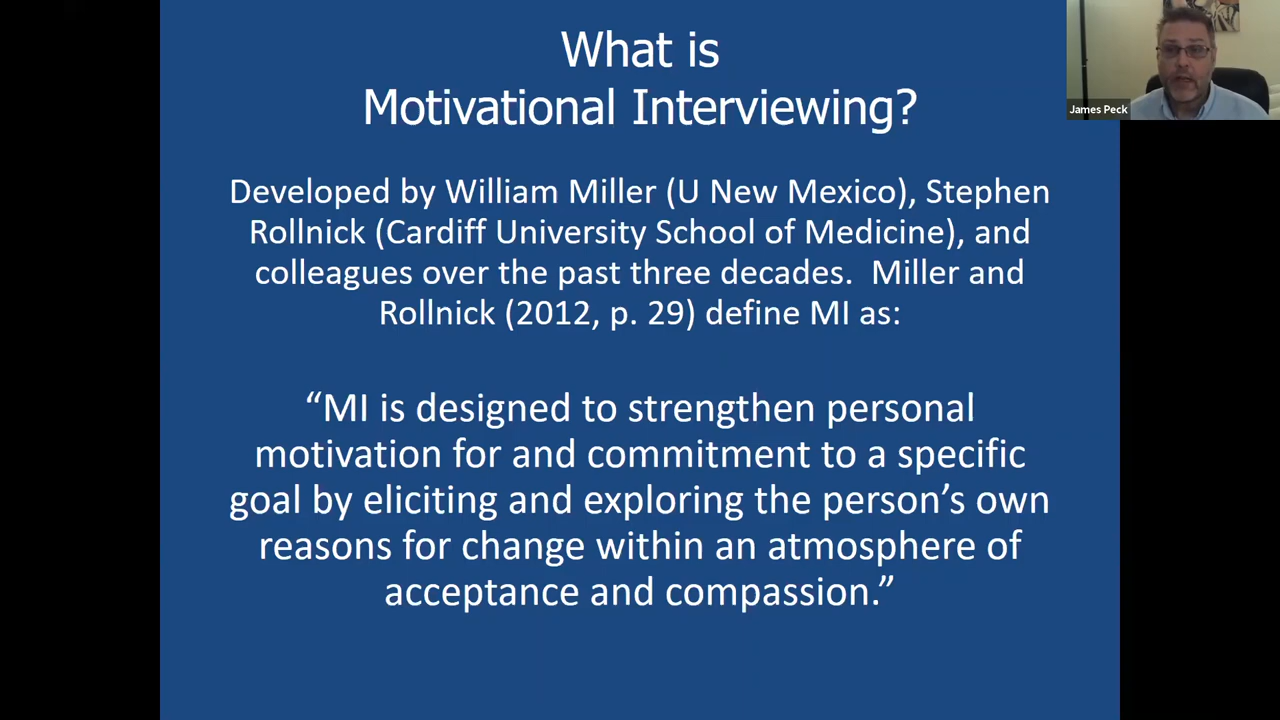 What is
Motivational Interviewing?
James Peck
Developed by William Miller (U New Mexico), Stephen
Rollnick (Cardiff University School of Medicine), and
colleagues over the past three decades.  Miller and
Rollnick (2012, p. 29) define MI as:
“MI is designed to strengthen personal
motivation for and commitment to a specific
goal by eliciting and exploring the person’s own
reasons for change within an atmosphere of
acceptance and compassion.”